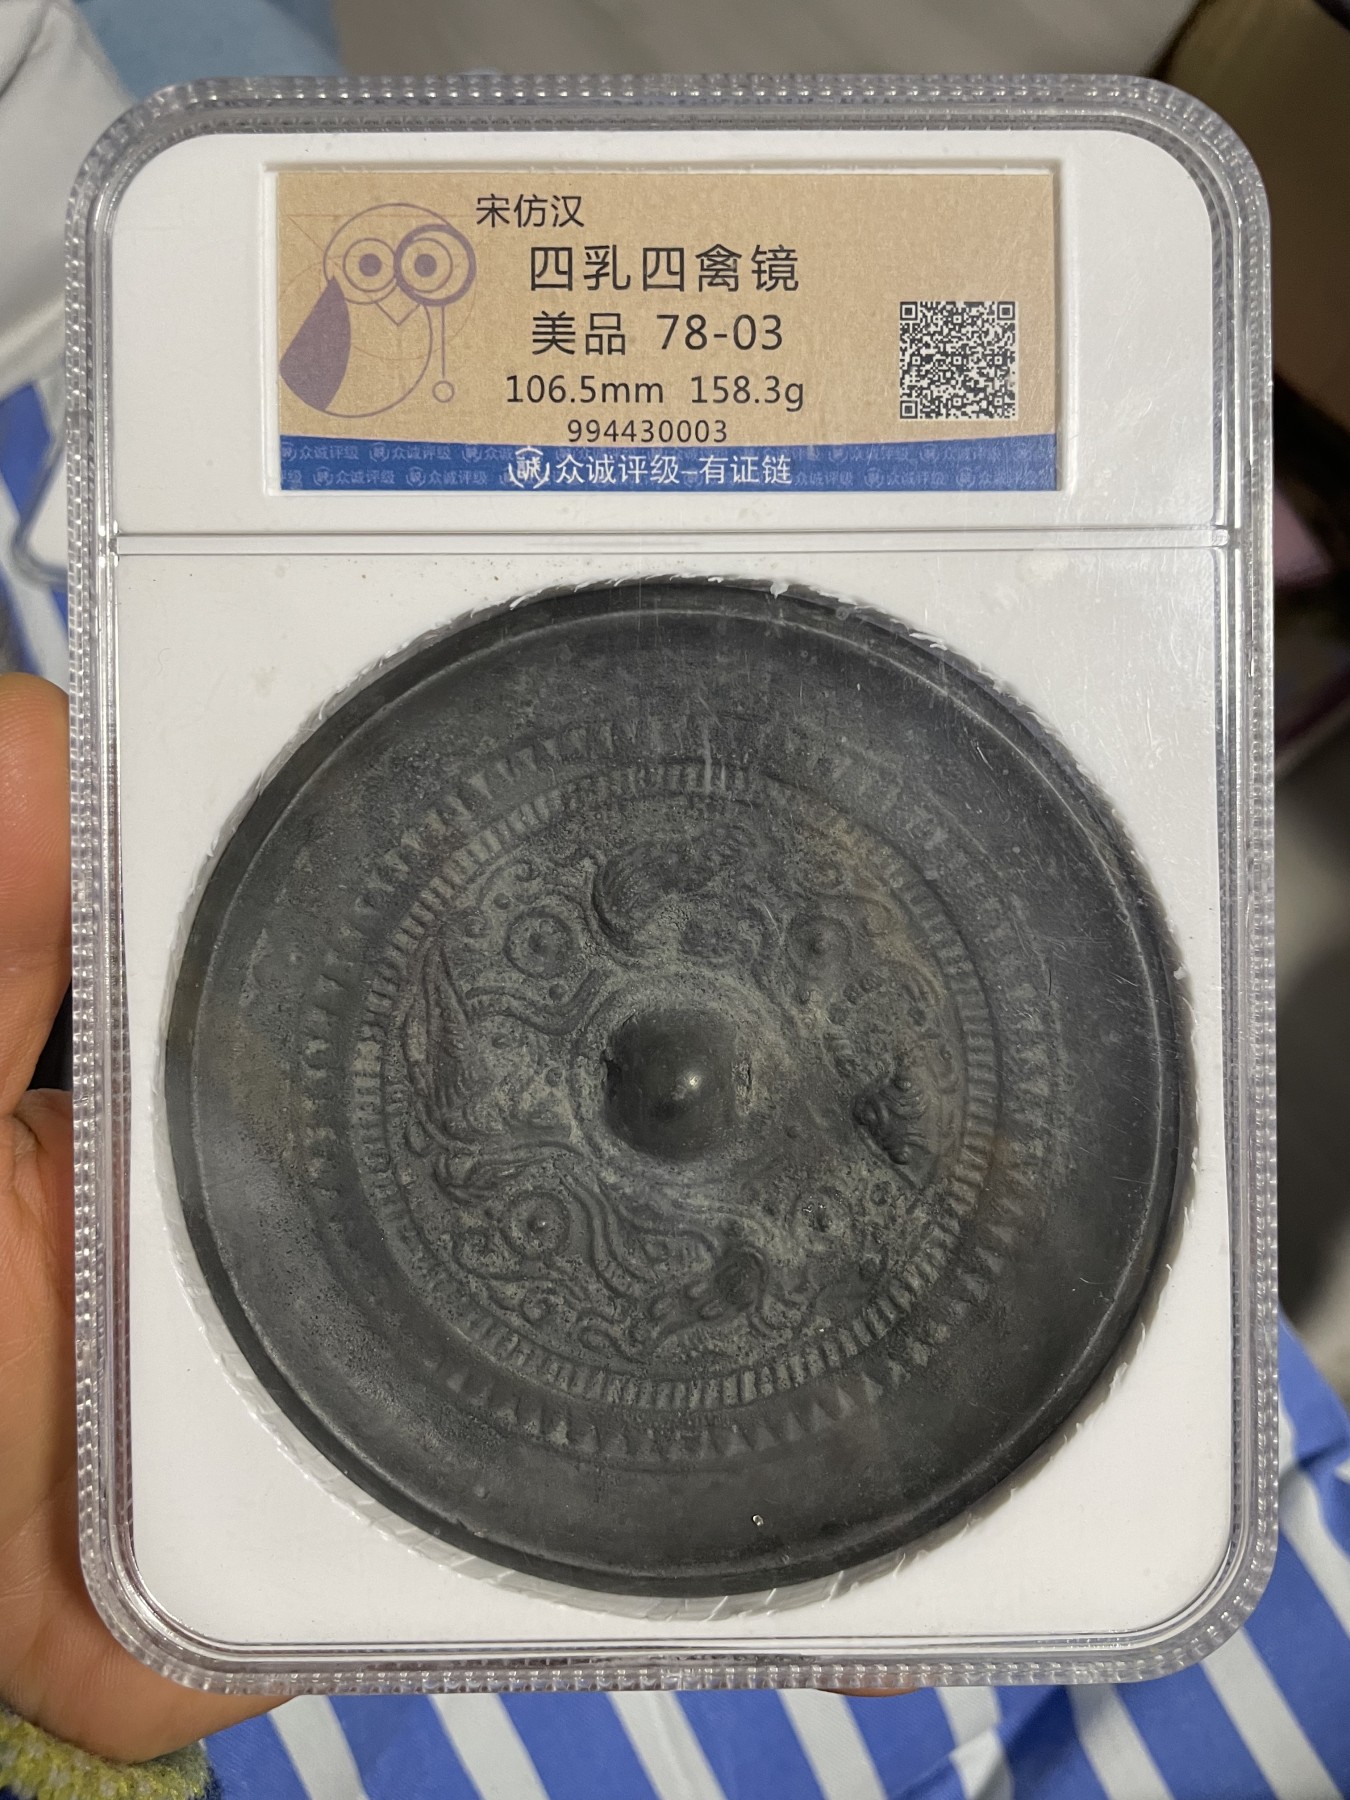 宋仿汉
四乳四禽镜
美品 78-03
106.5mm 158.3g
994430003
誠 众诚评级-有证链